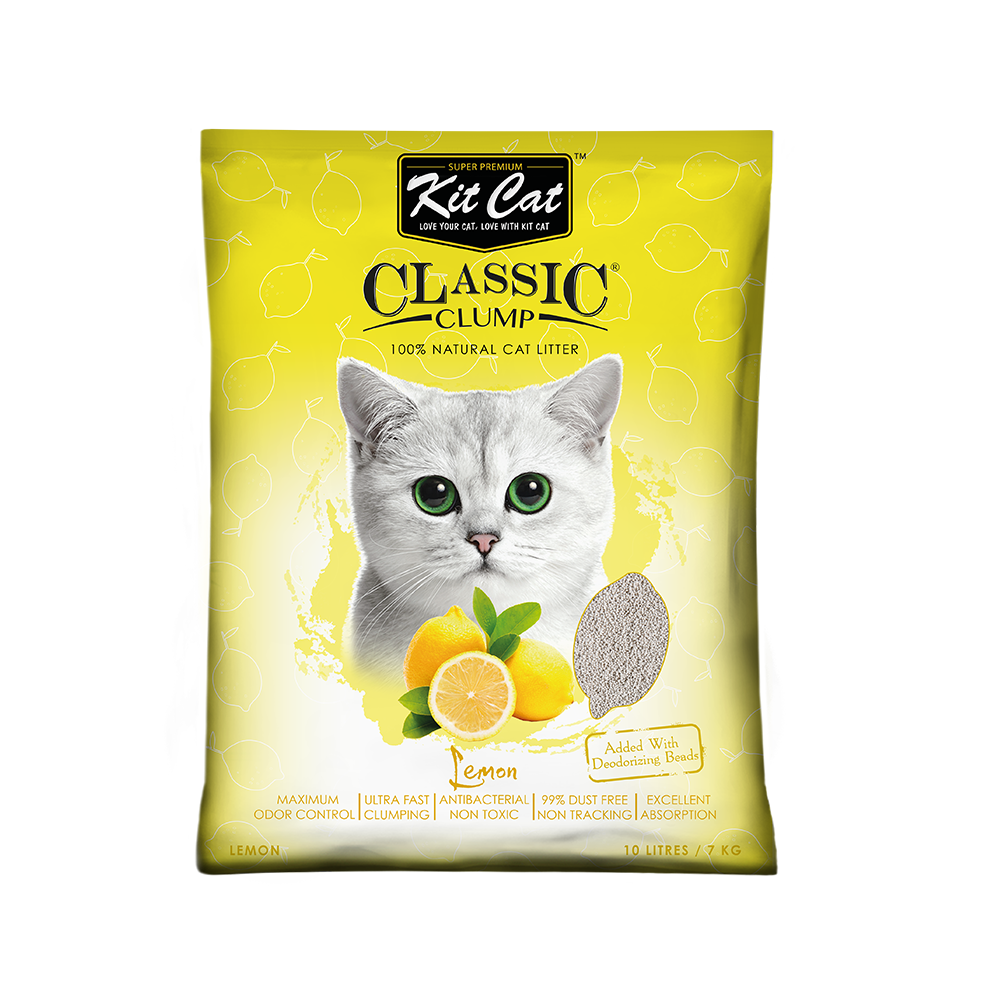 SUPER PREMIUM
™
Kit Cat
LOVE YOUR CAT, LOVE WITH KIT CAT
CLASSIC®
CLUMP
100% NATURAL CAT LITTER
Lemon
Added With
Deodorizing Beads
MAXIMUM
ODOR CONTROL
ULTRA FAST
CLUMPING
ANTIBACTERIAL
NON TOXIC
99% DUST FREE
NON TRACKING
EXCELLENT
ABSORPTION
LEMON
10 LITRES / 7 KG